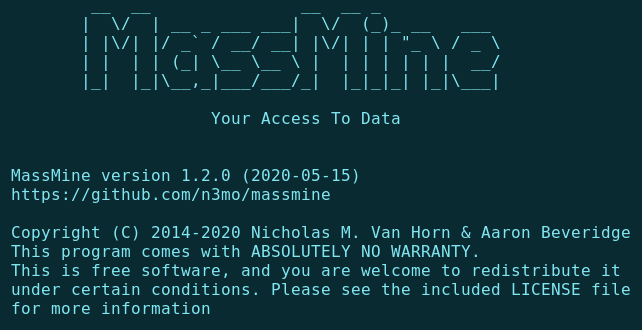 MassMine
Your Access To Data
MassMine version 1.2.0 (2020-05-15)
https://github.com/n3mo/massmine
Copyright (C) 2014-2020 Nicholas M. Van Horn & Aaron Beveridge
This program comes with ABSOLUTELY NO WARRANTY.
This is free software, and you are welcome to redistribute it
under certain conditions. Please see the included LICENSE file
for more information